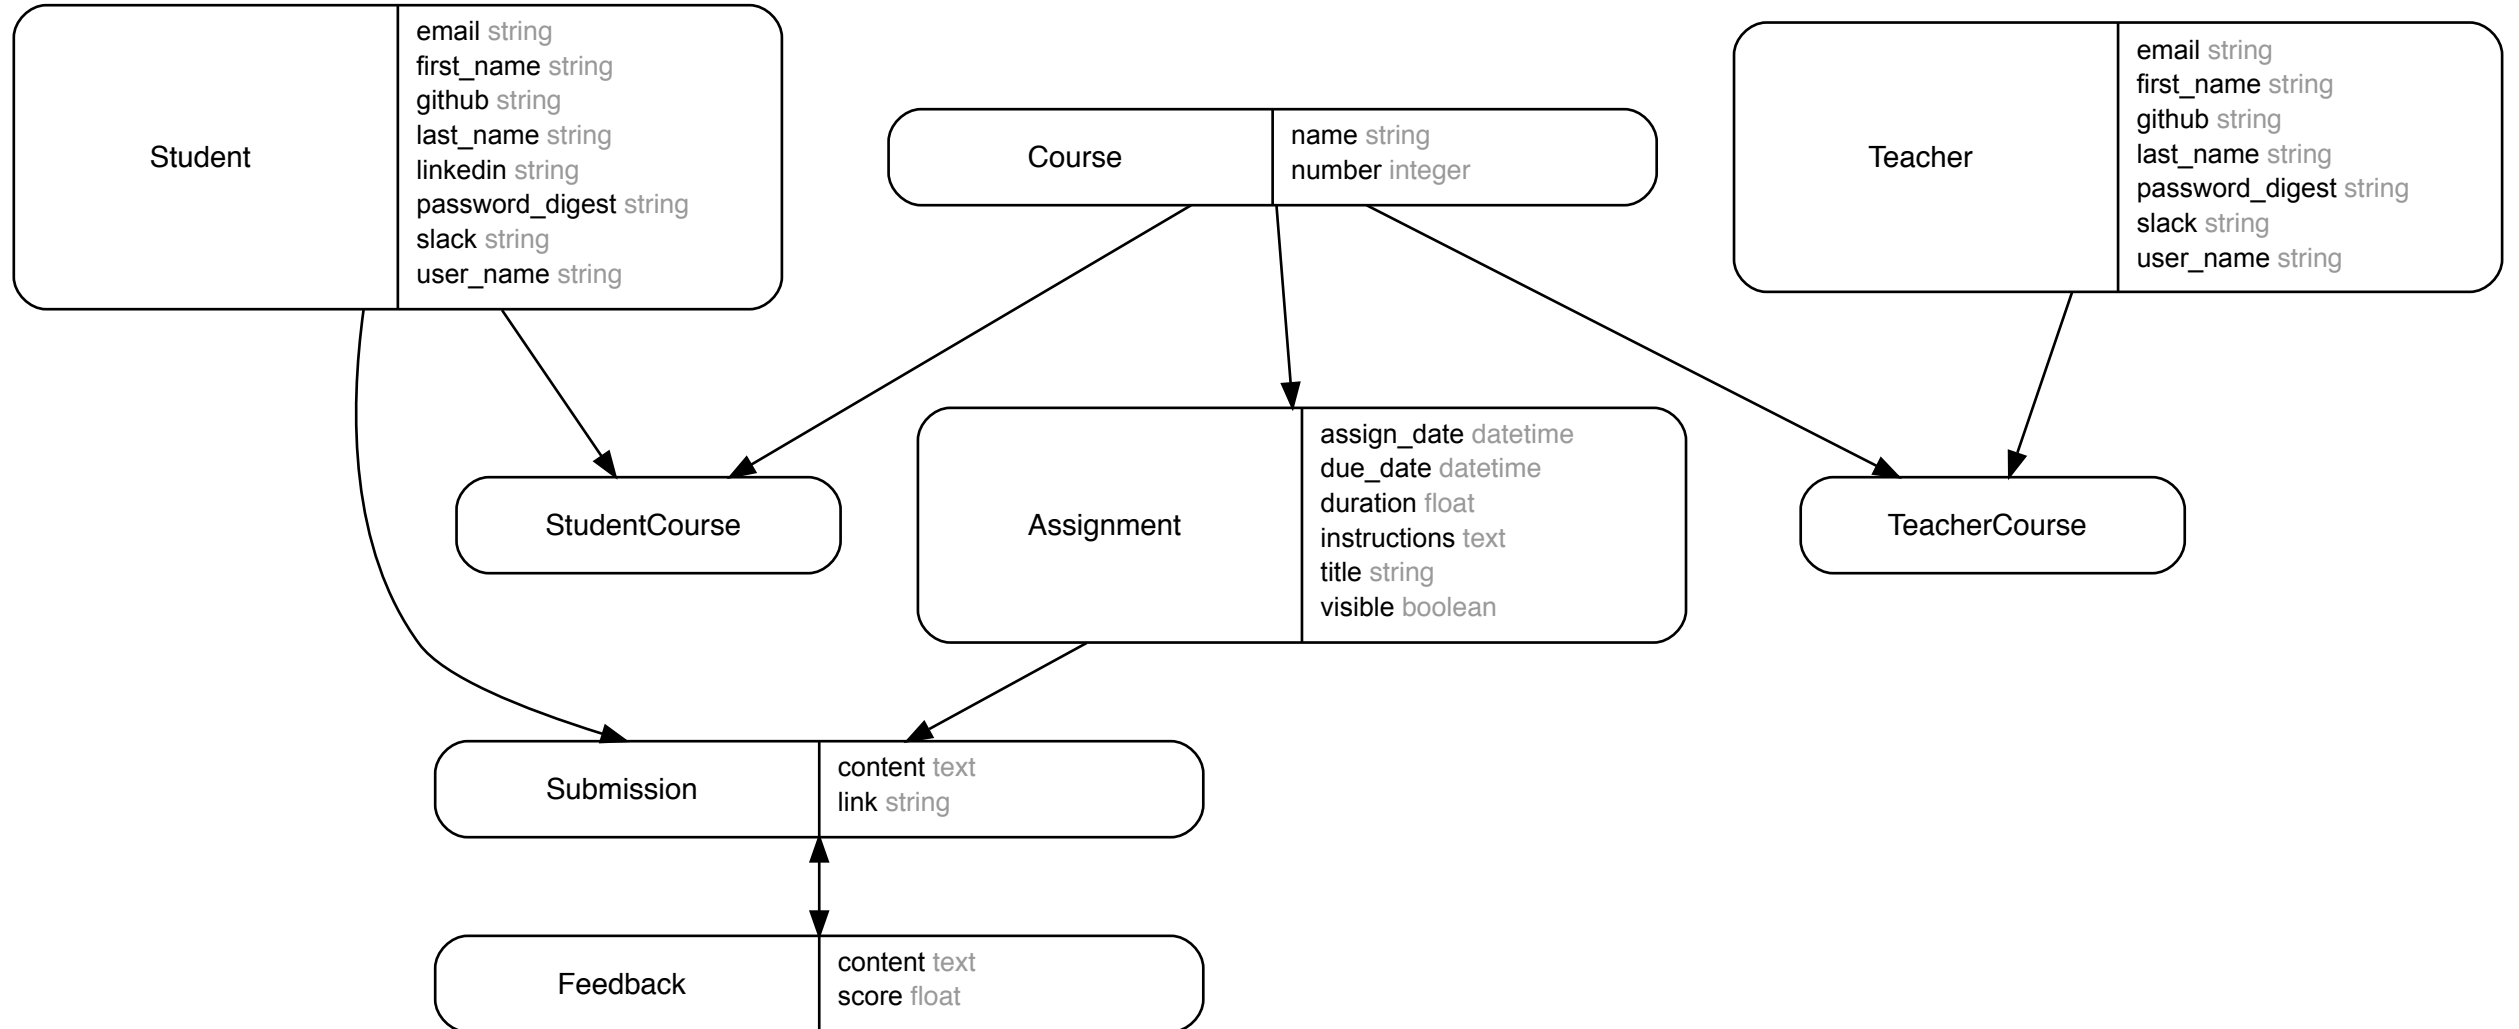 Student
email string
first_name string
github string
last_name string
linkedin string
password_digest string
slack string
user_name string
Course
name string
number integer
Teacher
email string
first_name string
github string
last_name string
password_digest string
slack string
user_name string
StudentCourse
Assignment
assign_date datetime
due_date datetime
duration float
instructions text
title string
visible boolean
TeacherCourse
Submission
content text
link string
Feedback
content text
score float